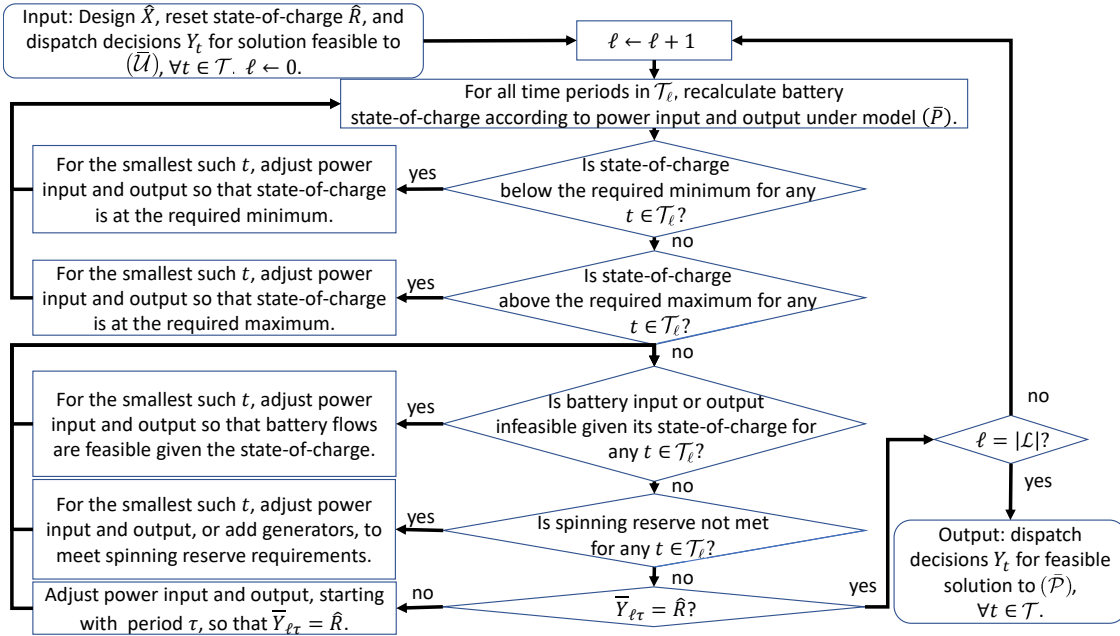 Input: Design X̂, reset state-of-charge R̂, and
dispatch decisions Yₜ for solution feasible to
(𝒰̅), ∀t ∈ 𝒯. ℓ ← 0.
ℓ ← ℓ + 1
For all time periods in 𝒯_ℓ, recalculate battery
state-of-charge according to power input and output under model (P̅).
Is state-of-charge
below the required minimum for any
t ∈ 𝒯_ℓ?
yes
For the smallest such t, adjust power
input and output so that state-of-charge
is at the required minimum.
no
Is state-of-charge
above the required maximum for any
t ∈ 𝒯_ℓ?
yes
For the smallest such t, adjust power
input and output so that state-of-charge
is at the required maximum.
no
Is battery input or output
infeasible given its state-of-charge for
any t ∈ 𝒯_ℓ?
yes
For the smallest such t, adjust power
input and output so that battery flows
are feasible given the state-of-charge.
no
Is spinning reserve not met
for any t ∈ 𝒯_ℓ?
yes
For the smallest such t, adjust power
input and output, or add generators, to
meet spinning reserve requirements.
no
Y̅_ℓτ = R̂?
no
Adjust power input and output, starting
with period τ, so that Y̅_ℓτ = R̂.
yes
ℓ = |ℒ|?
no
yes
Output: dispatch
decisions Yₜ for feasible
solution to (𝒫̅),
∀t ∈ 𝒯.